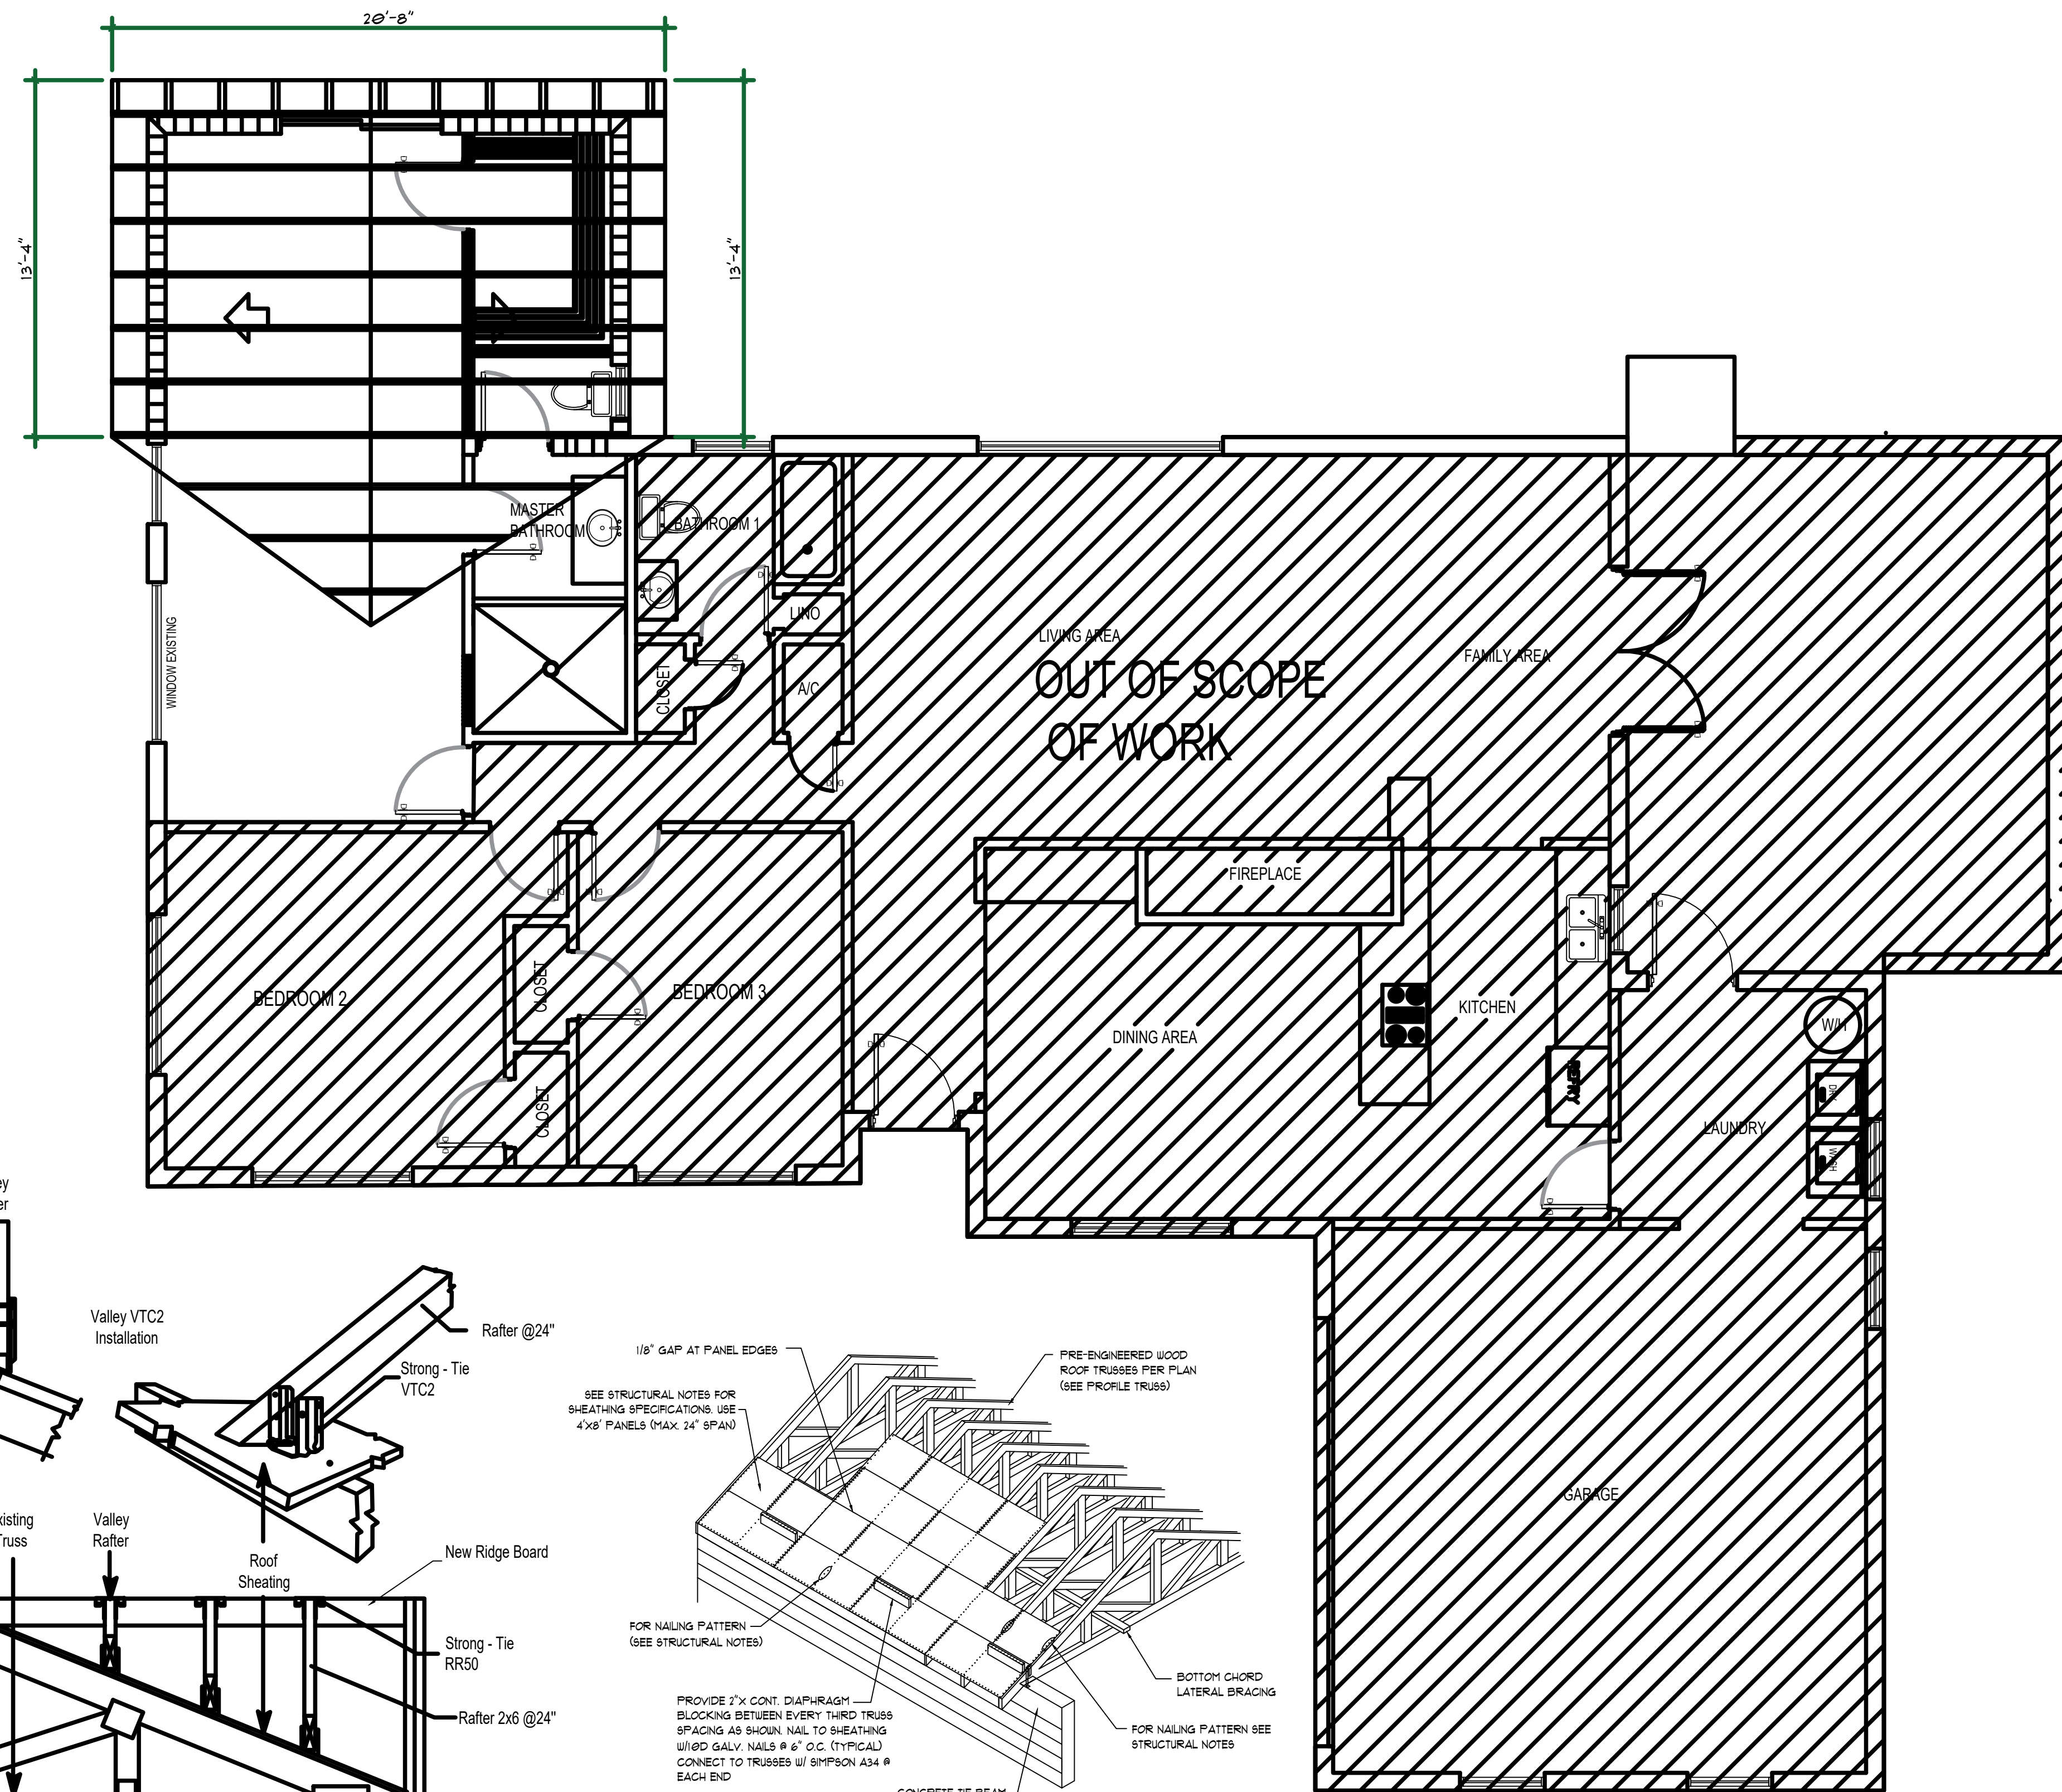 20'-8"
13'-4"
13'-4"
MASTER
BATHROOM
BATHROOM 1
LINO
LIVING AREA
FAMILY AREA
OUT OF SCOPE
OF WORK
WINDOW EXISTING
CLOSET
A/C
FIREPLACE
BEDROOM 2
CLOSET
BEDROOM 3
KITCHEN
DINING AREA
W/H
CLOSET
LAUNDRY
GARAGE
Valley VTC2
Installation
Rafter @24"
Strong - Tie
VTC2
Valley
Rafter
Roof
Sheating
New Ridge Board
Strong - Tie
RR50
Rafter 2x6 @24"
1/8" GAP AT PANEL EDGES
PRE-ENGINEERED WOOD
ROOF TRUSSES PER PLAN
(SEE PROFILE TRUSS)
SEE STRUCTURAL NOTES FOR
SHEATHING SPECIFICATIONS. USE
4'X8' PANELS (MAX. 24" SPAN)
FOR NAILING PATTERN
(SEE STRUCTURAL NOTES)
BOTTOM CHORD
LATERAL BRACING
PROVIDE 2"X CONT. DIAPHRAGM
BLOCKING BETWEEN EVERY THIRD TRUSS
SPACING AS SHOWN. NAIL TO SHEATHING
W/10D GALV. NAILS @ 6" O.C. (TYPICAL)
CONNECT TO TRUSSES W/ SIMPSON A34 @
EACH END
FOR NAILING PATTERN SEE
STRUCTURAL NOTES
CONCRETE TIE BEAM